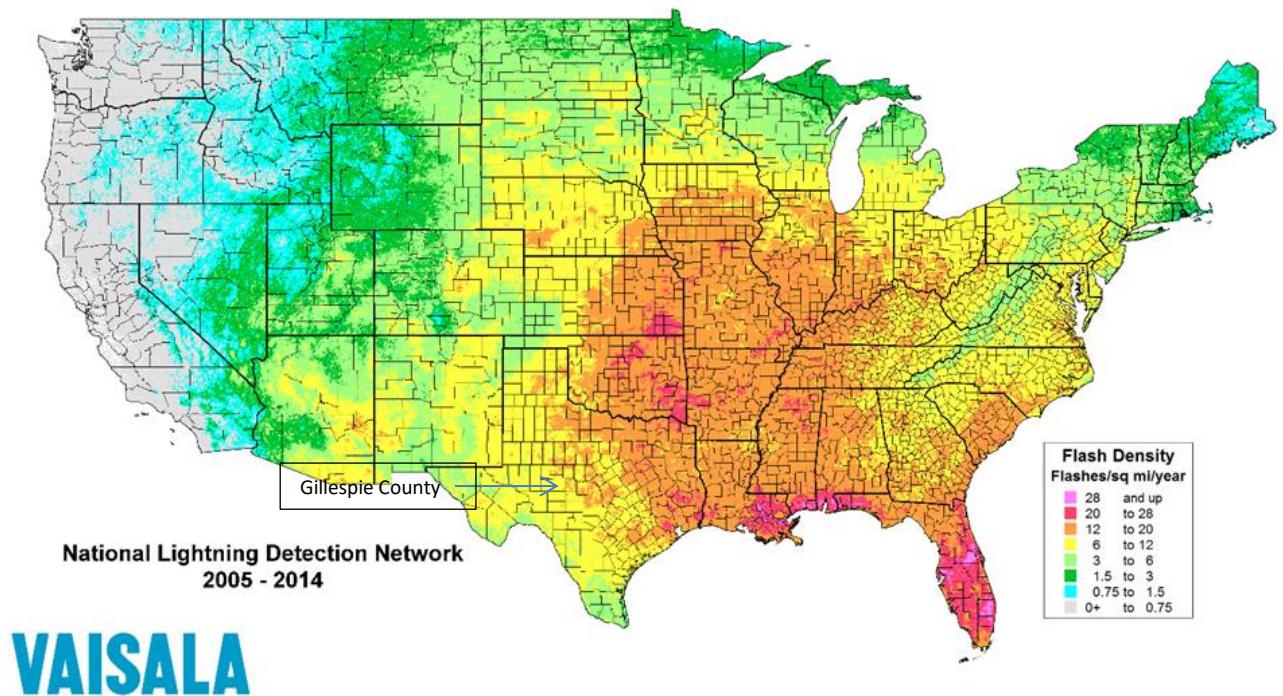 Gillespie County
National Lightning Detection Network
2005 - 2014
VAISALA
Flash Density
Flashes/sq mi/year
28 and up
20 to 28
12 to 20
6 to 12
3 to 6
1.5 to 3
0.75 to 1.5
0+ to 0.75